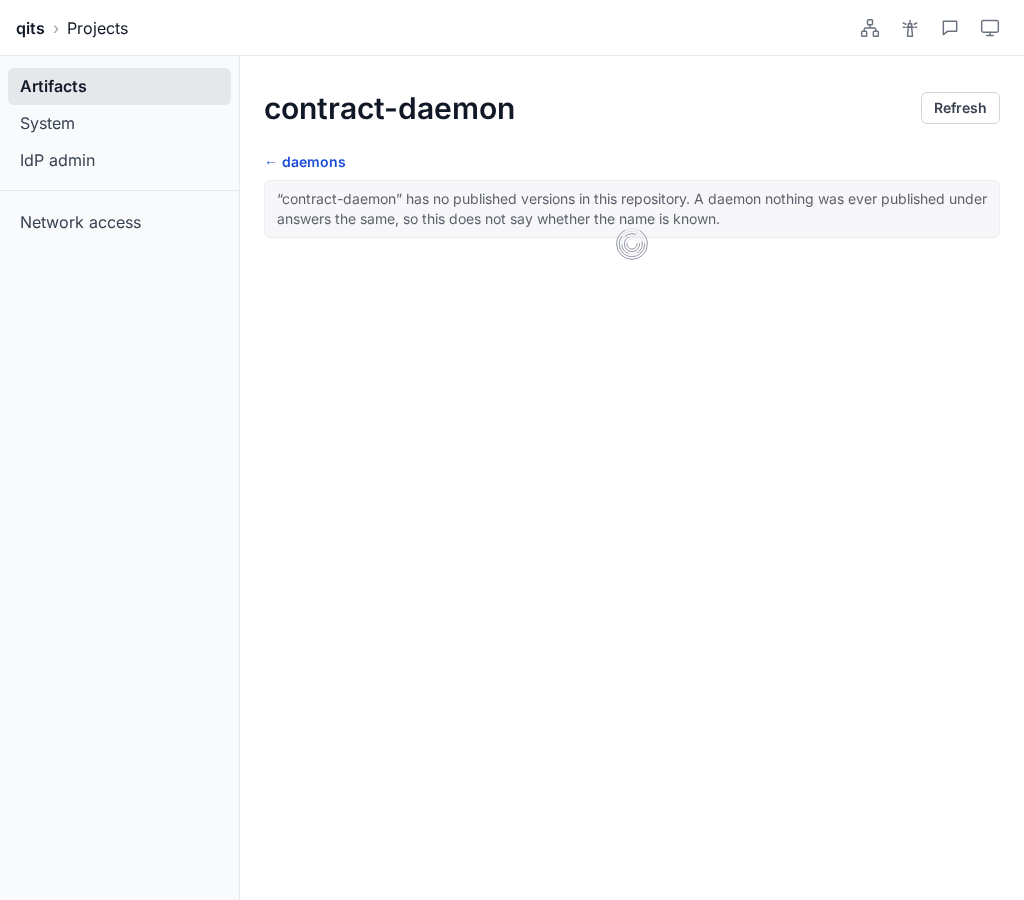 qits › Projects
Artifacts
System
IdP admin
Network access
contract-daemon
Refresh
← daemons
“contract-daemon” has no published versions in this repository. A daemon nothing was ever published under
answers the same, so this does not say whether the name is known.